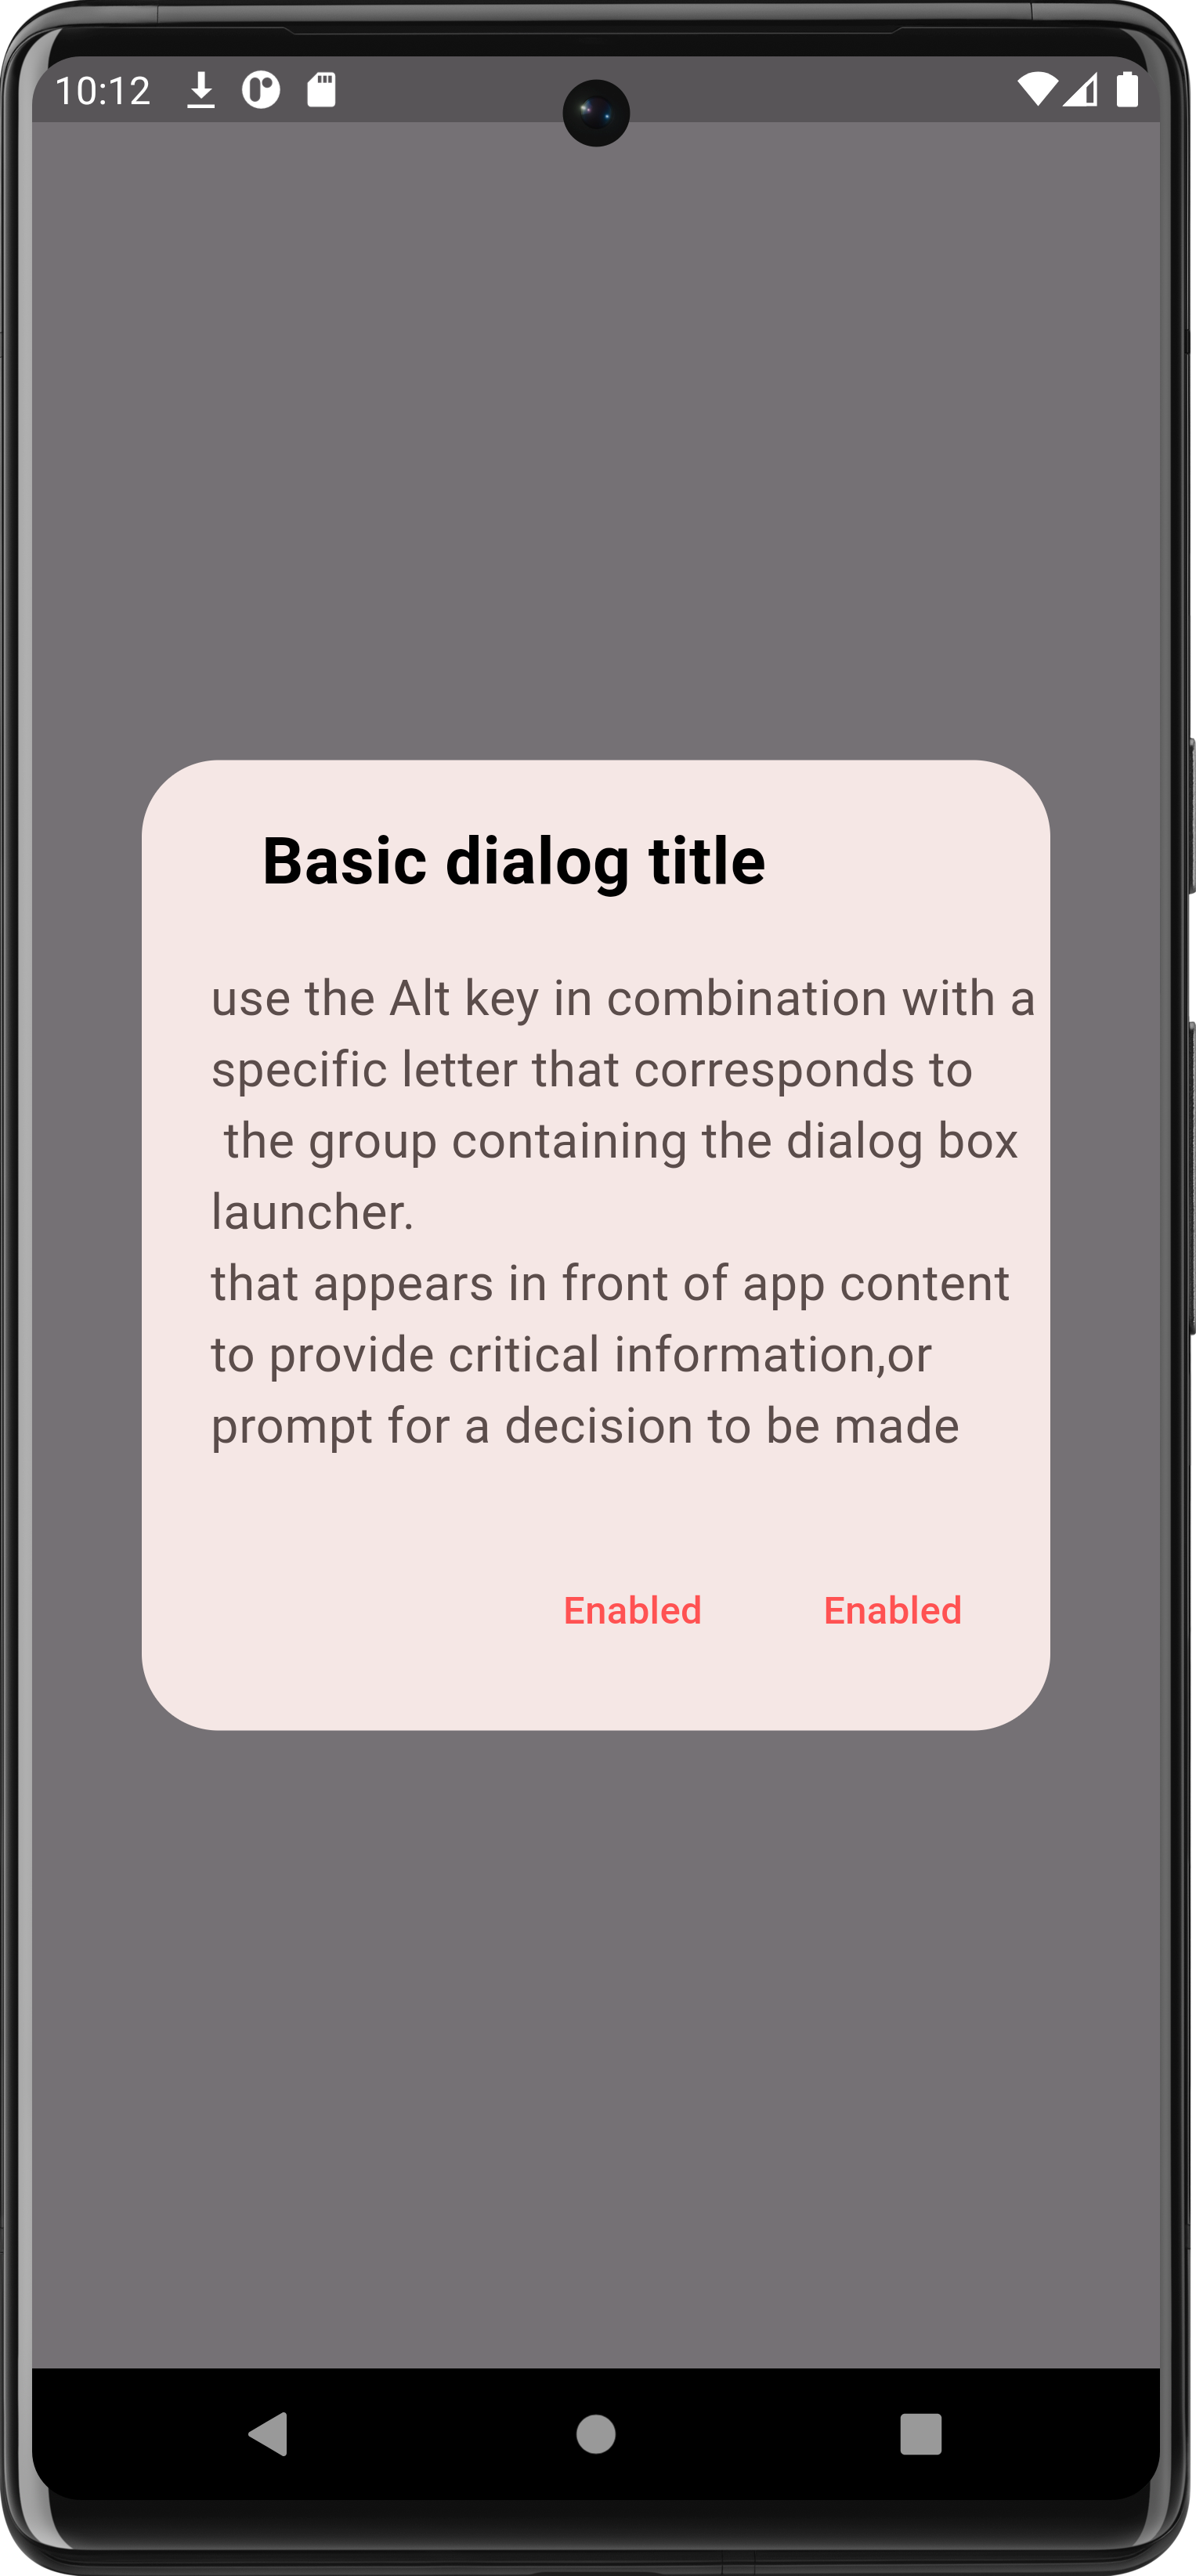 10:12
Basic dialog title
use the Alt key in combination with a
specific letter that corresponds to
the group containing the dialog box
launcher.
that appears in front of app content
to provide critical information,or
prompt for a decision to be made
Enabled Enabled